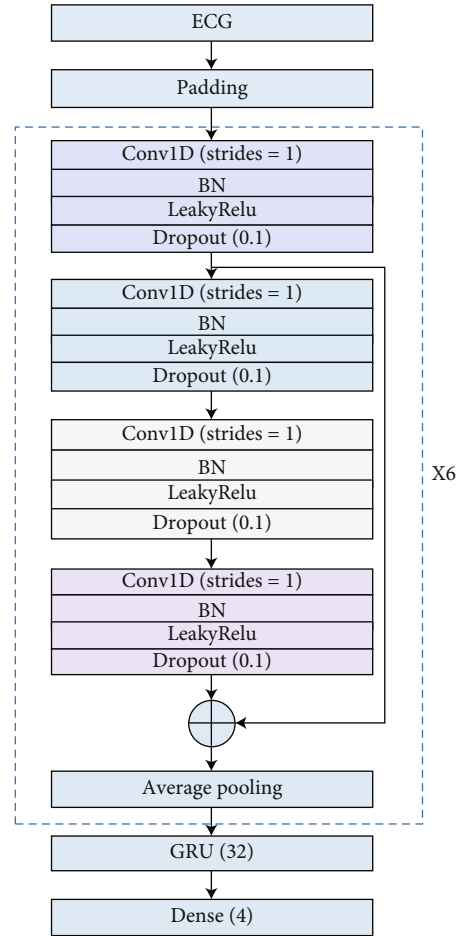 ECG
Padding
Conv1D (strides = 1)
BN
LeakyRelu
Dropout (0.1)
Conv1D (strides = 1)
BN
LeakyRelu
Dropout (0.1)
Conv1D (strides = 1)
BN
LeakyRelu
Dropout (0.1)
X6
Conv1D (strides = 1)
BN
LeakyRelu
Dropout (0.1)
Average pooling
GRU (32)
Dense (4)